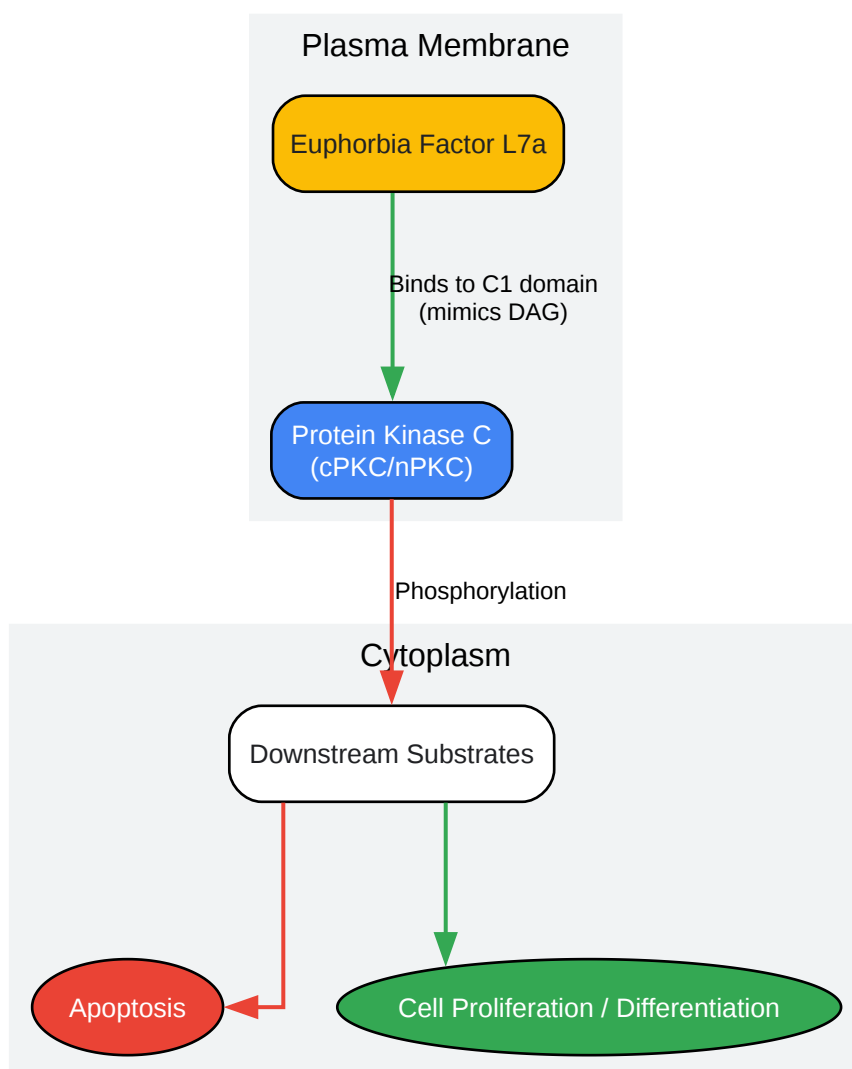 Plasma Membrane
Euphorbia Factor L7a
Binds to C1 domain
(mimics DAG)
Protein Kinase C
(cPKC/nPKC)
Phosphorylation
Cytoplasm
Downstream Substrates
Apoptosis
Cell Proliferation / Differentiation